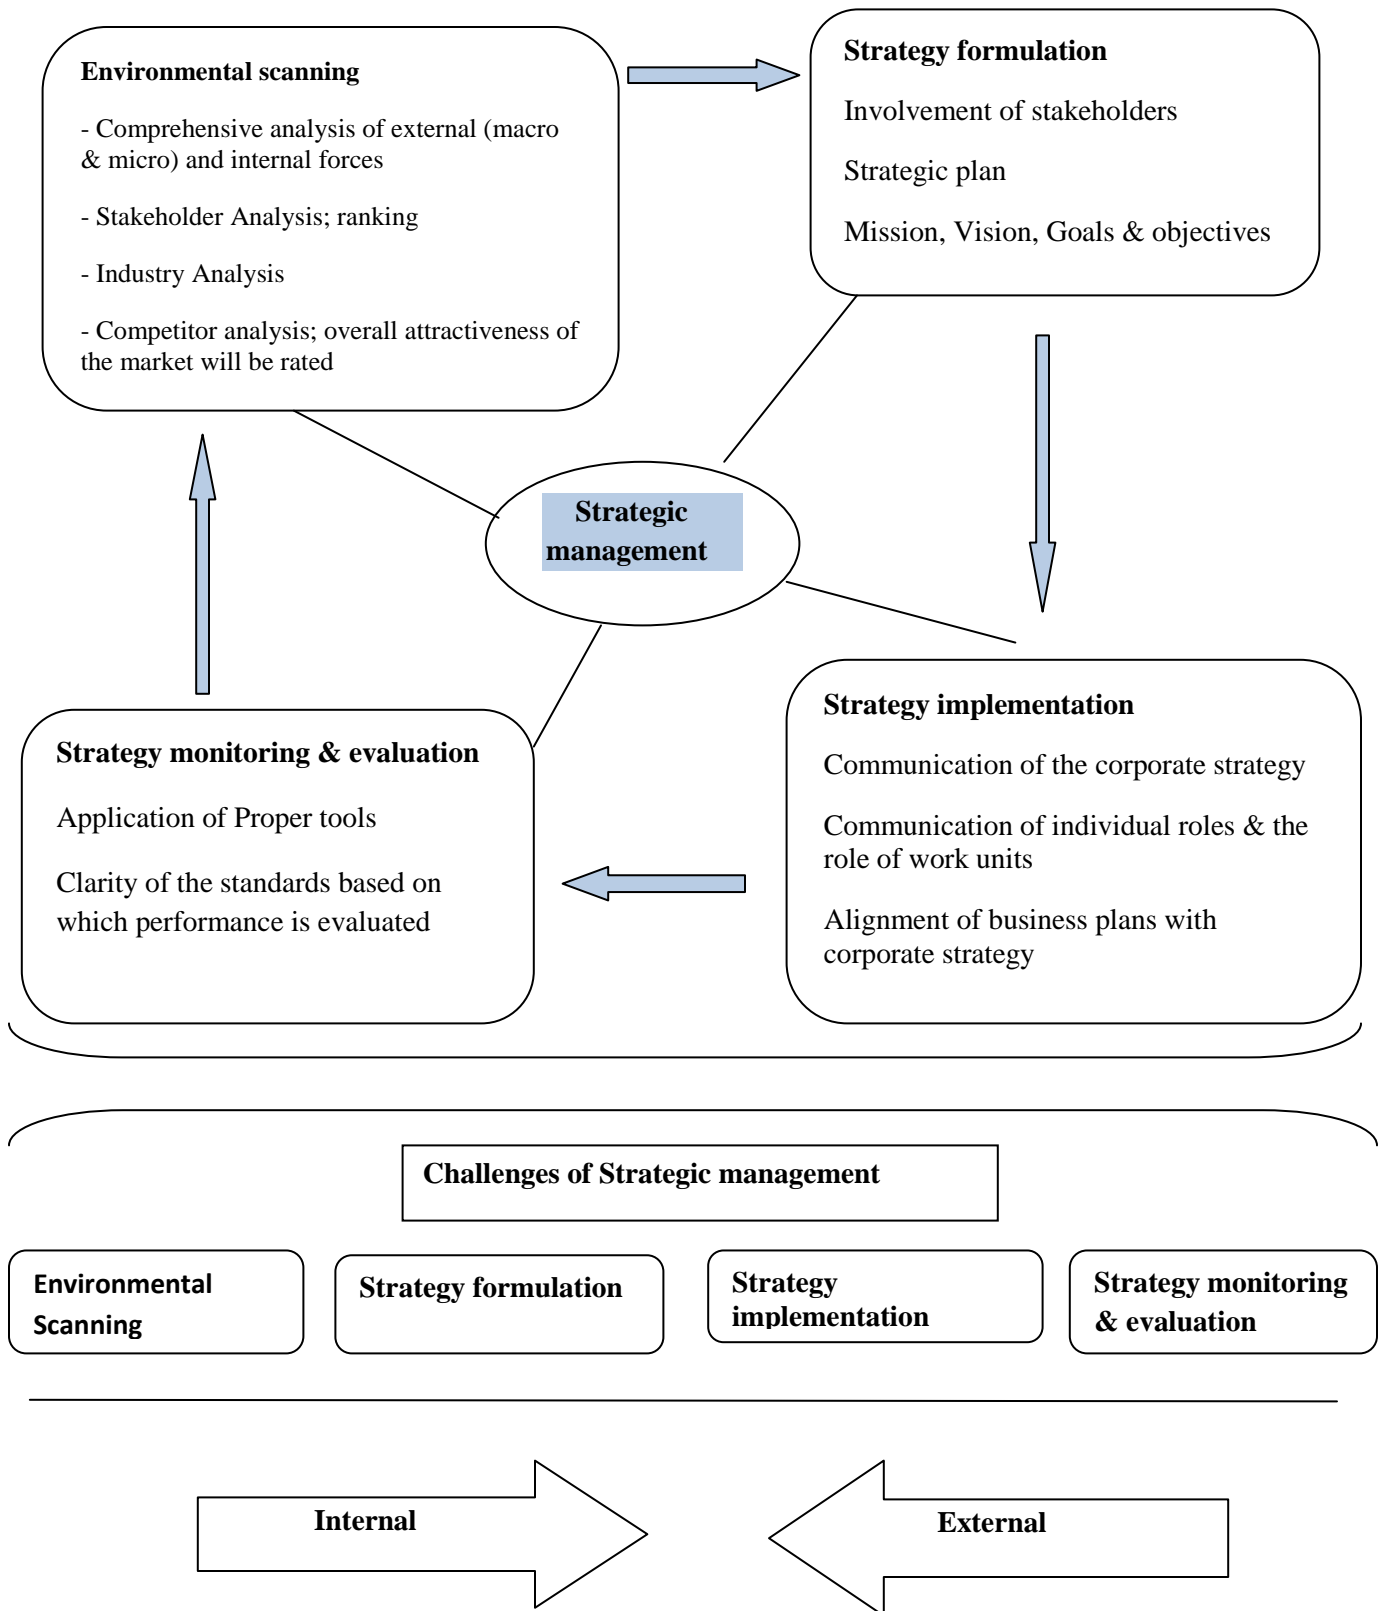 Environmental scanning
- Comprehensive analysis of external (macro
& micro) and internal forces
- Stakeholder Analysis; ranking
- Industry Analysis
- Competitor analysis; overall attractiveness of
the market will be rated
Strategy formulation
Involvement of stakeholders
Strategic plan
Mission, Vision, Goals & objectives
Strategic
management
Strategy implementation
Communication of the corporate strategy
Communication of individual roles & the
role of work units
Alignment of business plans with
corporate strategy
Strategy monitoring & evaluation
Application of Proper tools
Clarity of the standards based on
which performance is evaluated
Challenges of Strategic management
Environmental
Scanning
Strategy formulation
Strategy
implementation
Strategy monitoring
& evaluation
Internal
External